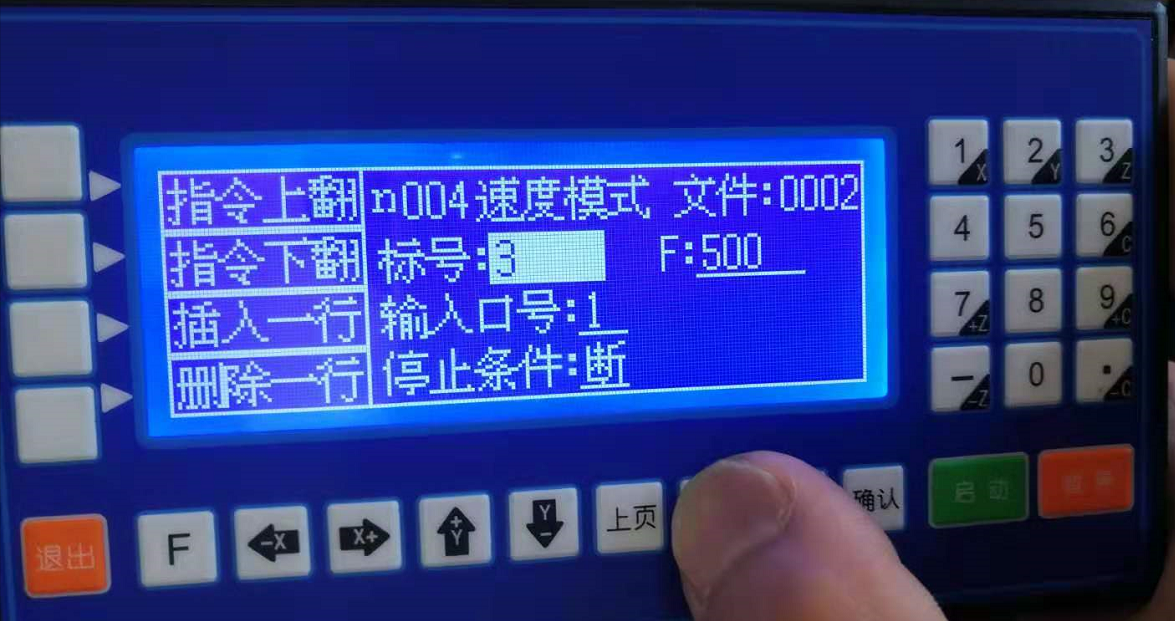 指令上翻
指令下翻
插入一行
删除一行
n004 速度模式 文件:0002
标号:3 F:500
输入口号:1
停止条件:断
1 X
2 Y
3 Z
4
5
6 C
7 +Z
8
9 +C
− −Z
0
. −C
退出
F
−X
X+
+Y
Y−
上页
确认
启动